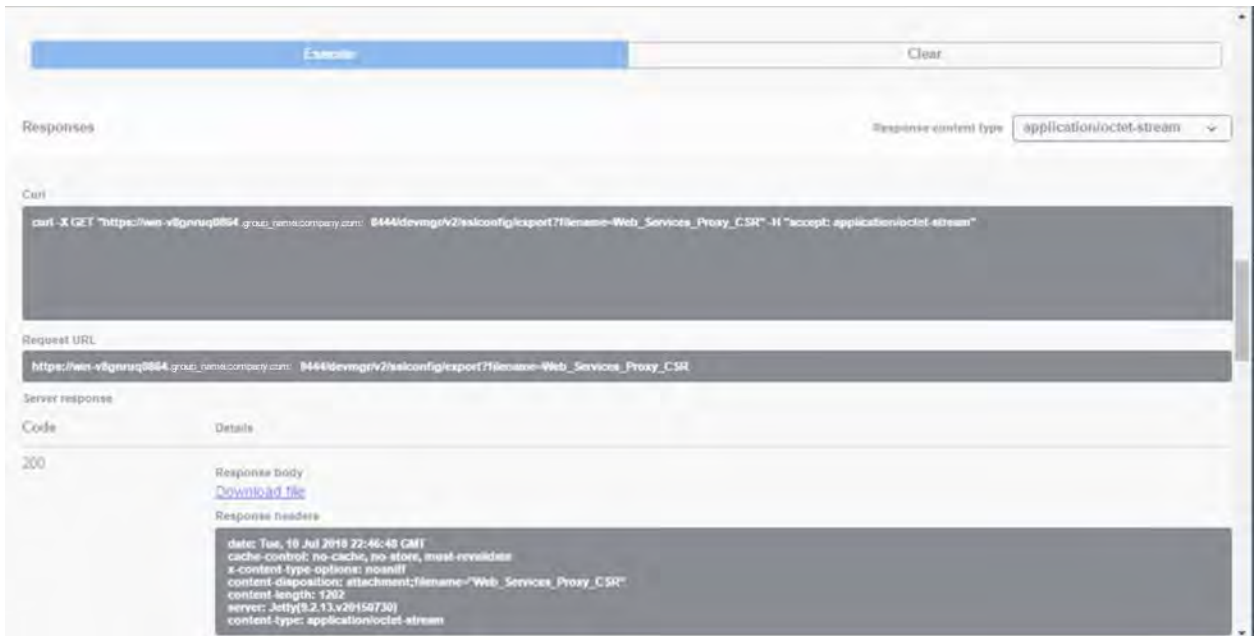 Execute
Clear
Responses
Response content type application/octet-stream
Curl
curl -X GET "https://win-v8gnruq0864.group_name.company.com: 8444/devmgr/v2/sslconfig/export?filename=Web_Services_Proxy_CSR" -H "accept: application/octet-stream"
Request URL
https://win-v8gnruq0864.group_name.company.com: 8444/devmgr/v2/sslconfig/export?filename=Web_Services_Proxy_CSR
Server response
Code Details
200
Response body
Download file
Response headers
date: Tue, 10 Jul 2018 22:46:48 GMT
cache-control: no-cache, no-store, must-revalidate
x-content-type-options: nosniff
content-disposition: attachment;filename="Web_Services_Proxy_CSR"
content-length: 1202
server: Jetty(9.2.13.v20150730)
content-type: application/octet-stream